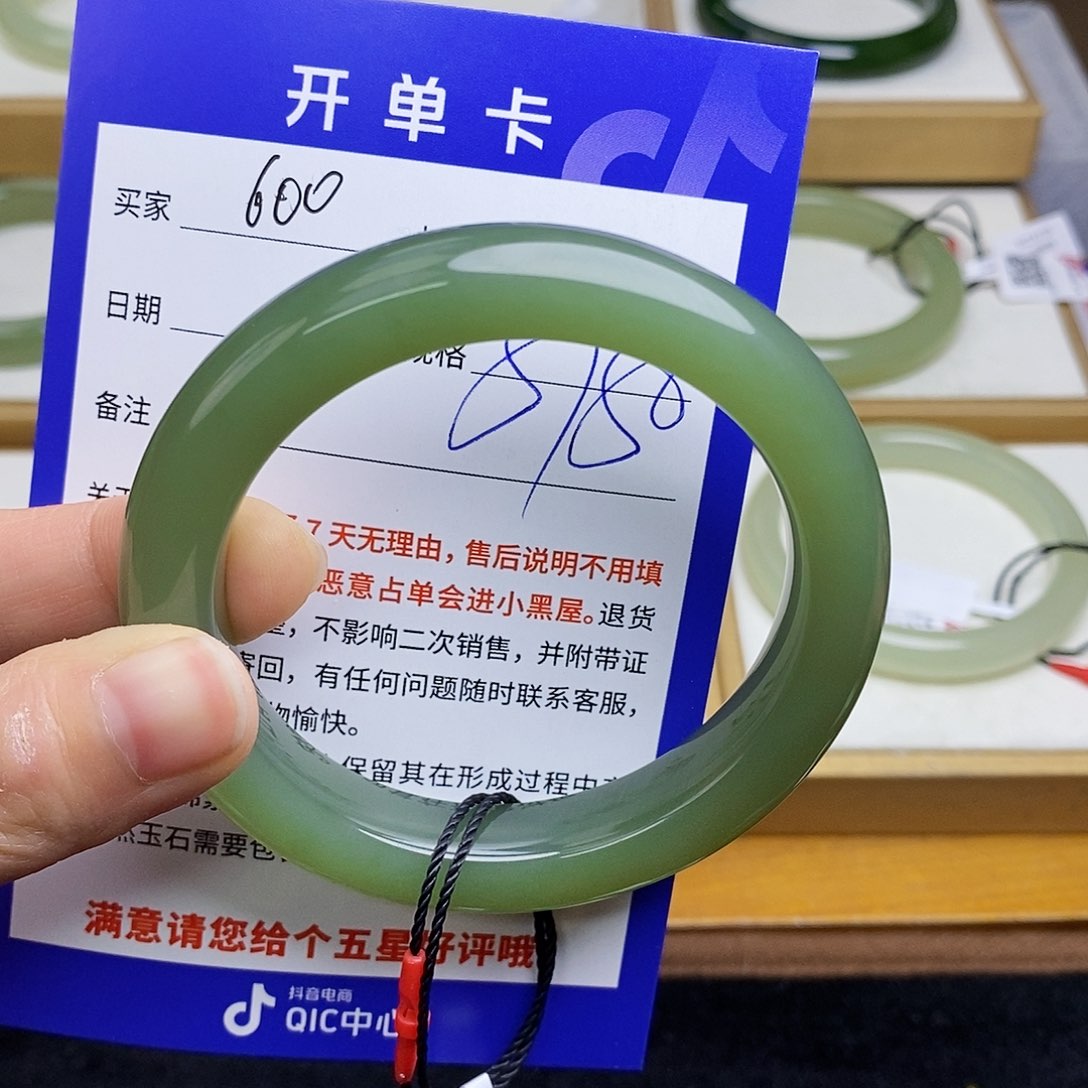 开单卡
买家 600
日期
格
备注
7天无理由，售后说明不用填
恶意占单会进小黑屋。退货
，不影响二次销售，并附带证
寄回，有任何问题随时联系客服，
物愉快。
保留其在形成过程中
玉石需要包
满意请您给个五星好评哦
抖音电商
QIC中心